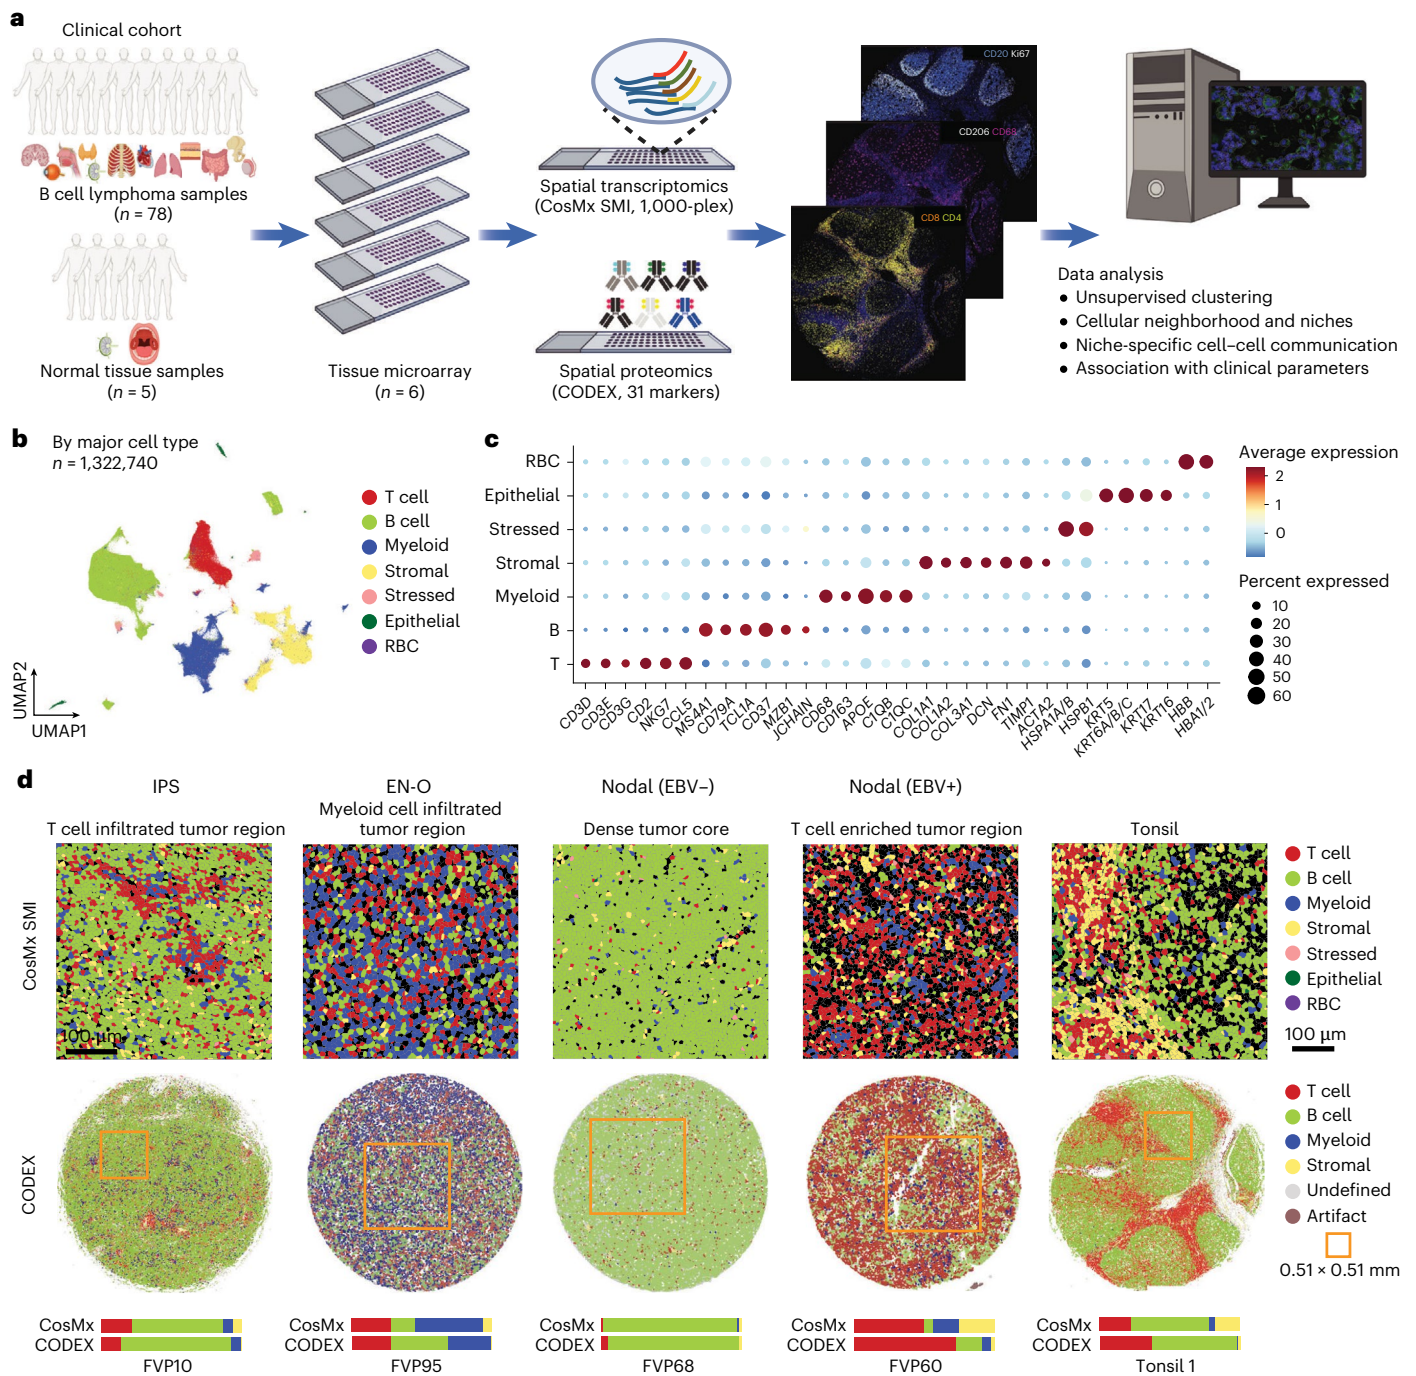 a
Clinical cohort
B cell lymphoma samples
(n = 78)
Normal tissue samples
(n = 5)
Tissue microarray
(n = 6)
Spatial transcriptomics
(CosMx SMI, 1,000-plex)
Spatial proteomics
(CODEX, 31 markers)
CD20 Ki67
CD206 CD68
CD8 CD4
Data analysis
● Unsupervised clustering
● Cellular neighborhood and niches
● Niche-specific cell–cell communication
● Association with clinical parameters
b
By major cell type
n = 1,322,740
T cell
B cell
Myeloid
Stromal
Stressed
Epithelial
RBC
UMAP2
UMAP1
c
RBC
Epithelial
Stressed
Stromal
Myeloid
B
T
CD3D
CD3E
CD3G
CD2
NKG7
CCL5
MS4A1
CD79A
TCL1A
CD37
MZB1
JCHAIN
CD68
CD163
APOE
C1QB
C1QC
COL1A1
COL1A2
COL3A1
DCN
FN1
TIMP1
ACTA2
HSPA1A/B
HSPB1
KRT5
KRT6A/B/C
KRT17
KRT16
HBB
HBA1/2
Average expression
2
1
0
Percent expressed
10
20
30
40
50
60
d
IPS
T cell infiltrated tumor region
EN-O
Myeloid cell infiltrated
tumor region
Nodal (EBV−)
Dense tumor core
Nodal (EBV+)
T cell enriched tumor region
Tonsil
CosMx SMI
100 µm
T cell
B cell
Myeloid
Stromal
Stressed
Epithelial
RBC
100 µm
CODEX
T cell
B cell
Myeloid
Stromal
Undefined
Artifact
0.51 × 0.51 mm
CosMx
CODEX
FVP10
CosMx
CODEX
FVP95
CosMx
CODEX
FVP68
CosMx
CODEX
FVP60
CosMx
CODEX
Tonsil 1